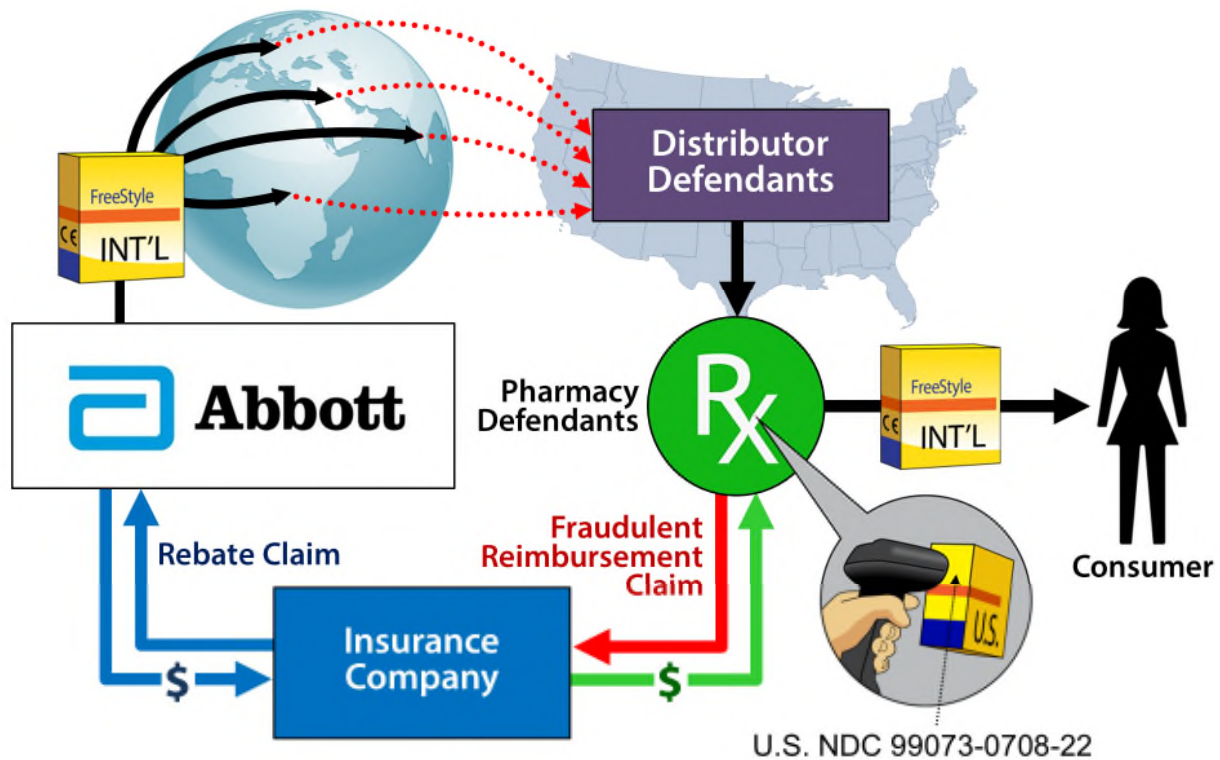 Distributor
Defendants
FreeStyle
CE
INT'L
Abbott
Pharmacy
Defendants
Rx
FreeStyle
CE
INT'L
Rebate Claim
Fraudulent
Reimbursement
Claim
Consumer
Insurance
Company
U.S.
$
$
U.S. NDC 99073-0708-22